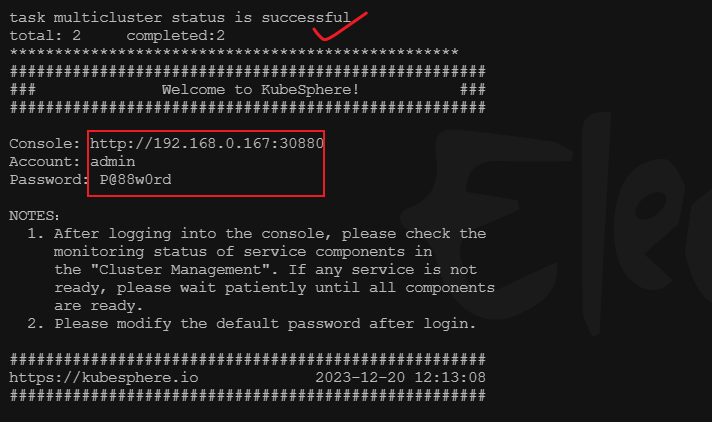 task multicluster status is successful
total: 2     completed:2
**************************************************
#####################################################
###              Welcome to KubeSphere!           ###
#####################################################
Console: http://192.168.0.167:30880
Account: admin
Password: P@88w0rd
NOTES:
  1. After logging into the console, please check the
     monitoring status of service components in
     the "Cluster Management". If any service is not
     ready, please wait patiently until all components
     are ready.
  2. Please modify the default password after login.
#####################################################
https://kubesphere.io             2023-12-20 12:13:08
#####################################################
Elec